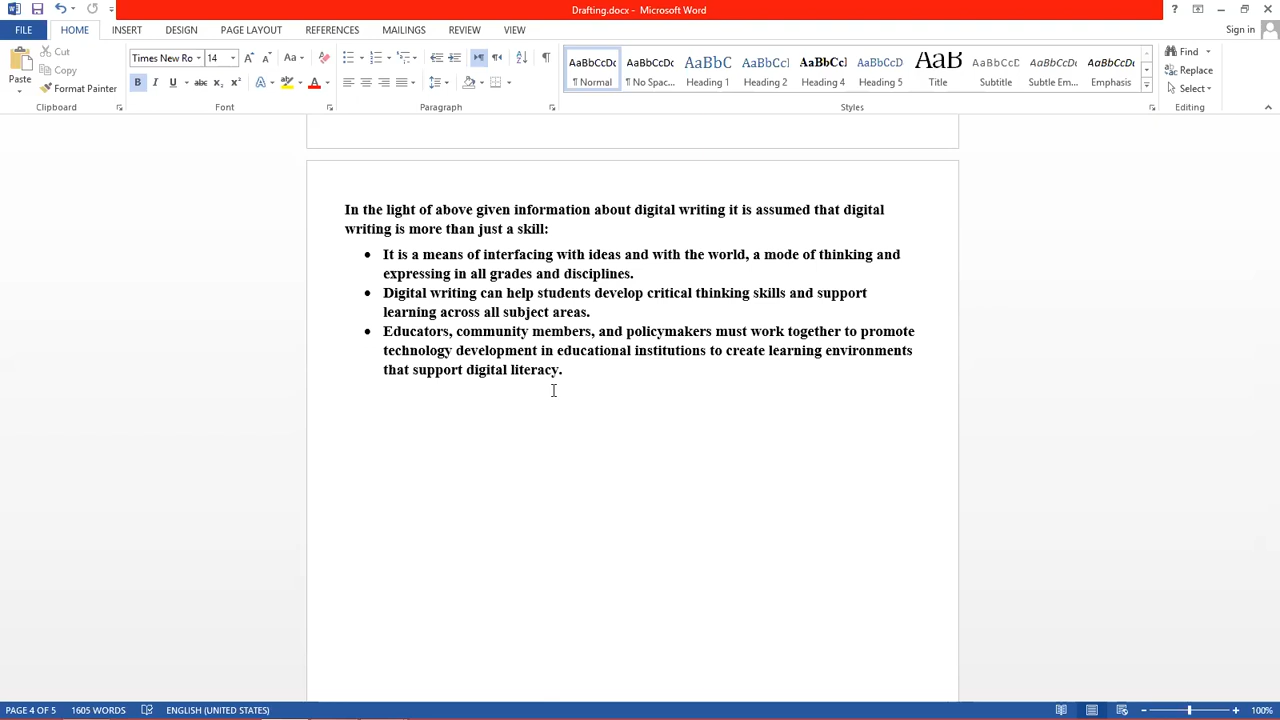 Drafting.docx - Microsoft Word
FILE HOME INSERT DESIGN PAGE LAYOUT REFERENCES MAILINGS REVIEW VIEW Sign in
Paste Cut Copy Format Painter
Clipboard
Times New Ro 14 Aa
B I U abc x₂ x² A A
Font
Paragraph
AaBbCcDc AaBbCcDc AaBbC AaBbCcI AaBbCcI AaBbCcD AaB AaBbCcD AaBbCcDc AaBbCcDc
¶ Normal ¶ No Spac... Heading 1 Heading 2 Heading 4 Heading 5 Title Subtitle Subtle Em... Emphasis
Styles
Find
Replace
Select
Editing
In the light of above given information about digital writing it is assumed that digital
writing is more than just a skill:
• It is a means of interfacing with ideas and with the world, a mode of thinking and
expressing in all grades and disciplines.
• Digital writing can help students develop critical thinking skills and support
learning across all subject areas.
• Educators, community members, and policymakers must work together to promote
technology development in educational institutions to create learning environments
that support digital literacy.
PAGE 4 OF 5 1605 WORDS ENGLISH (UNITED STATES) 100%